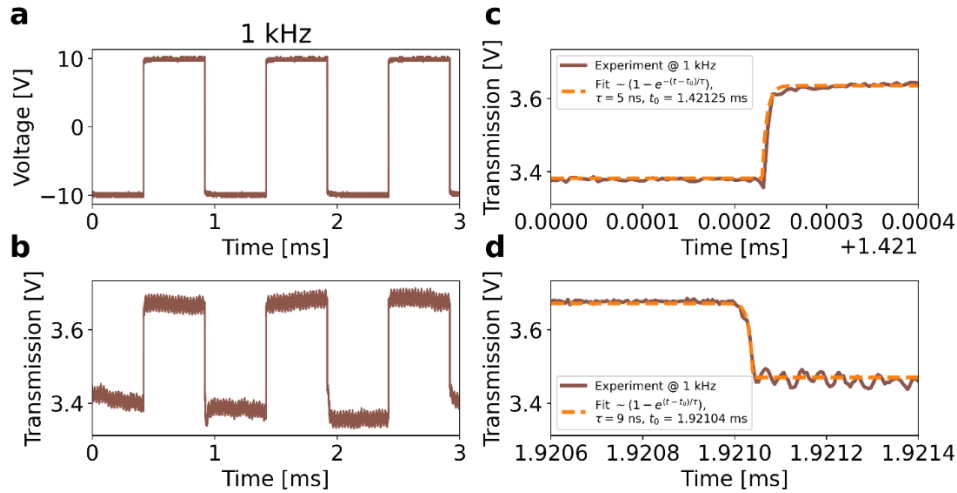 a
1 kHz
Voltage [V]
10
0
−10
0
1
2
3
Time [ms]
b
Transmission [V]
3.6
3.4
0
1
2
3
Time [ms]
c
Transmission [V]
3.6
3.4
Experiment @ 1 kHz
Fit ~ (1 − e^{−(t−t₀)/τ}),
τ = 5 ns, t₀ = 1.42125 ms
0.0000
0.0001
0.0002
0.0003
0.0004
Time [ms]
+1.421
d
Transmission [V]
3.6
3.4
Experiment @ 1 kHz
Fit ~ (1 − e^{(t−t₀)/τ}),
τ = 9 ns, t₀ = 1.92104 ms
1.9206
1.9208
1.9210
1.9212
1.9214
Time [ms]